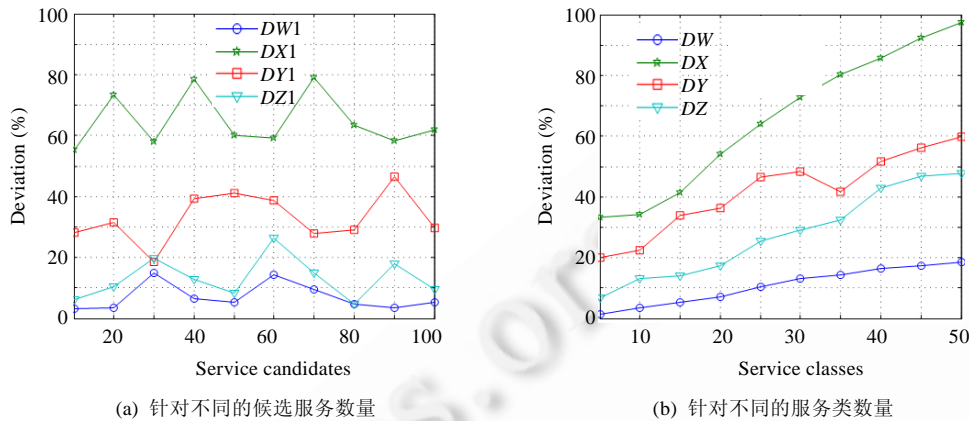 100
80
60
40
20
0
Deviation (%)
DW1
DX1
DY1
DZ1
20 40 60 80 100
Service candidates
(a) 针对不同的候选服务数量
100
80
60
40
20
0
Deviation (%)
DW
DX
DY
DZ
10 20 30 40 50
Service classes
(b) 针对不同的服务类数量
s.or